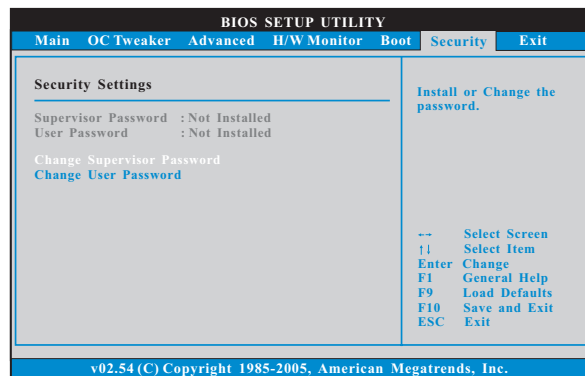 BIOS SETUP UTILITY
Main OC Tweaker Advanced H/W Monitor Boot Security Exit
Security Settings
Supervisor Password : Not Installed
User Password : Not Installed
Change Supervisor Password
Change User Password
Install or Change the
password.
←→ Select Screen
↑↓ Select Item
Enter Change
F1 General Help
F9 Load Defaults
F10 Save and Exit
ESC Exit
v02.54 (C) Copyright 1985-2005, American Megatrends, Inc.